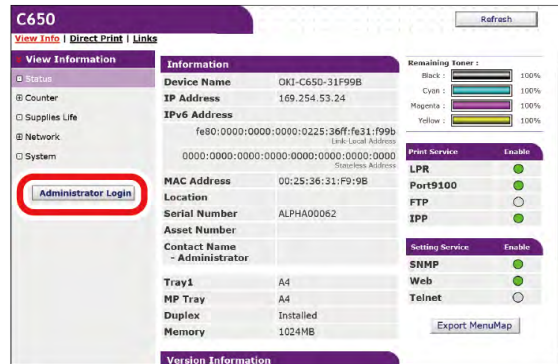 C650
Refresh
View Info | Direct Print | Links
View Information
Status
Counter
Supplies Life
Network
System
Administrator Login
Information
Device Name OKI-C650-31F99B
IP Address 169.254.53.24
IPv6 Address
fe80:0000:0000:0000:0225:36ff:fe31:f99b
Link-Local Address
0000:0000:0000:0000:0000:0000:0000:0000
Stateless Address
MAC Address 00:25:36:31:F9:9B
Location
Serial Number ALPHA00062
Asset Number
Contact Name
- Administrator
Tray1 A4
MP Tray A4
Duplex Installed
Memory 1024MB
Version Information
Remaining Toner :
Black : 100%
Cyan : 100%
Magenta : 100%
Yellow : 100%
Print Service Enable
LPR
Port9100
FTP
IPP
Setting Service Enable
SNMP
Web
Telnet
Export MenuMap